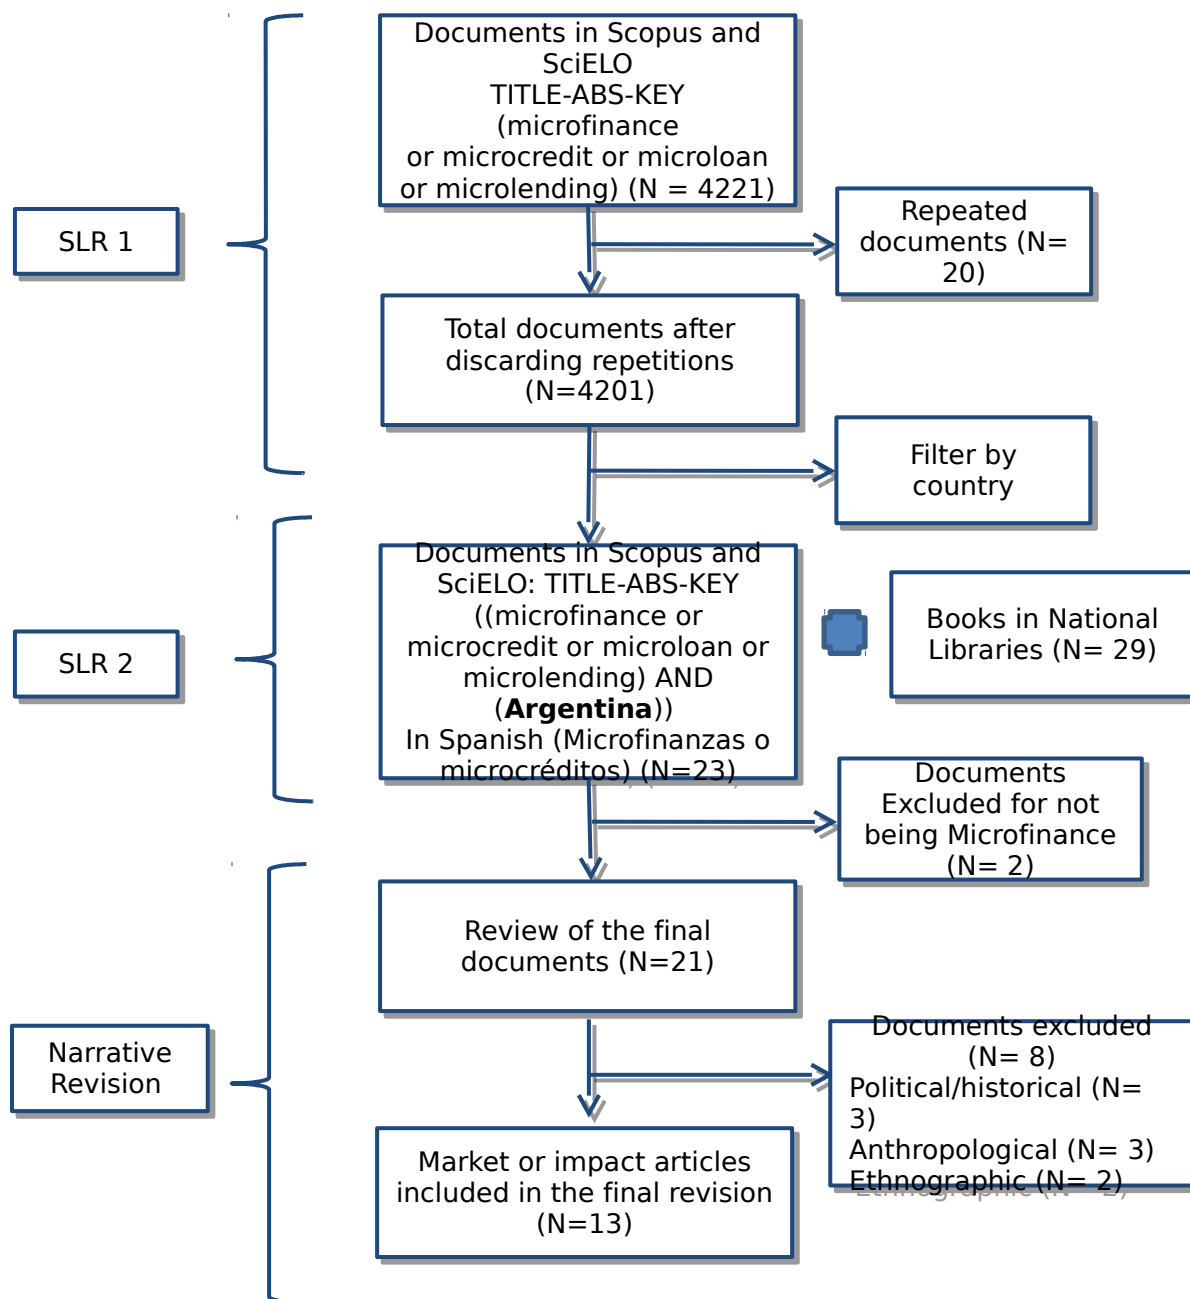 Documents in Scopus and
SciELO
TITLE-ABS-KEY
(microfinance
or microcredit or microloan
or microlending) (N = 4221)
SLR 1
Repeated
documents (N=
20)
Total documents after
discarding repetitions
(N=4201)
Filter by
country
Documents in Scopus and
SciELO: TITLE-ABS-KEY
((microfinance or
microcredit or microloan or
microlending) AND
(Argentina))
In Spanish (Microfinanzas o
microcréditos) (N=23)
SLR 2
Books in National
Libraries (N= 29)
Documents
Excluded for not
being Microfinance
(N= 2)
Review of the final
documents (N=21)
Narrative
Revision
Documents excluded
(N= 8)
Political/historical (N=
3)
Anthropological (N= 3)
Ethnographic (N= 2)
Market or impact articles
included in the final revision
(N=13)